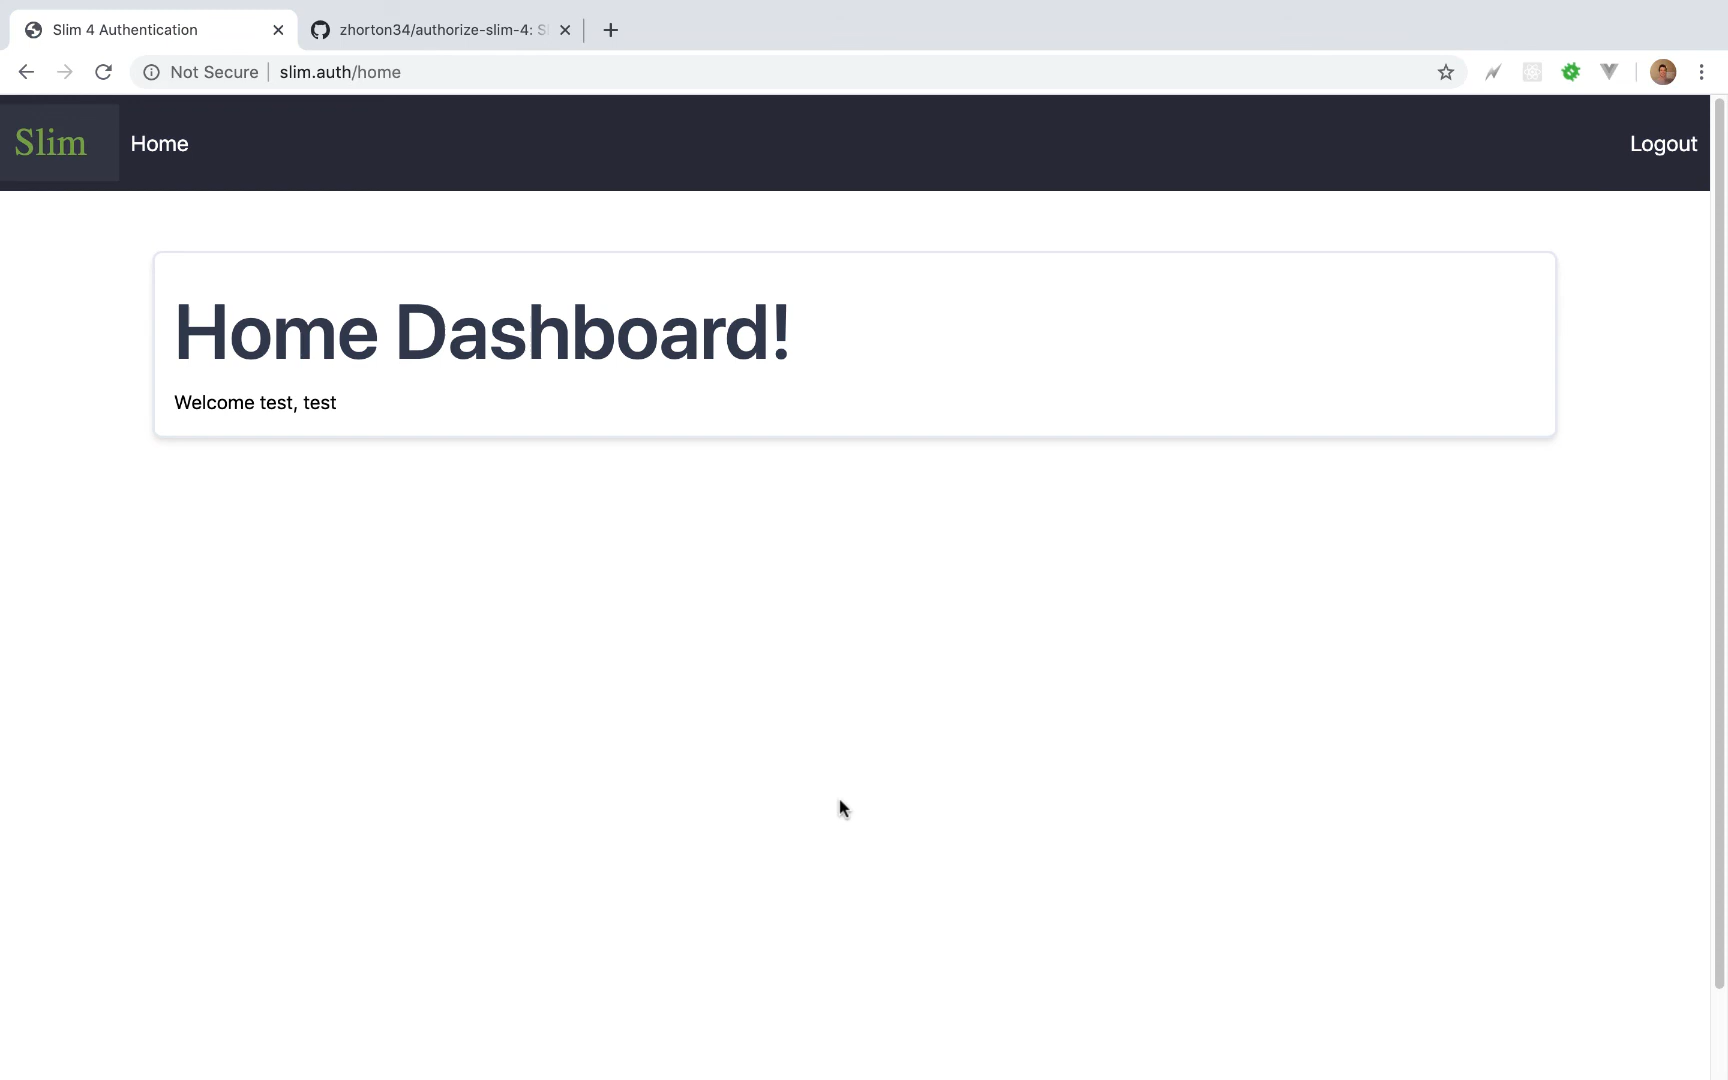 Slim 4 Authentication
zhorton34/authorize-slim-4: S
Not Secure
slim.auth/home
Slim
Home
Logout
Home Dashboard!
Welcome test, test